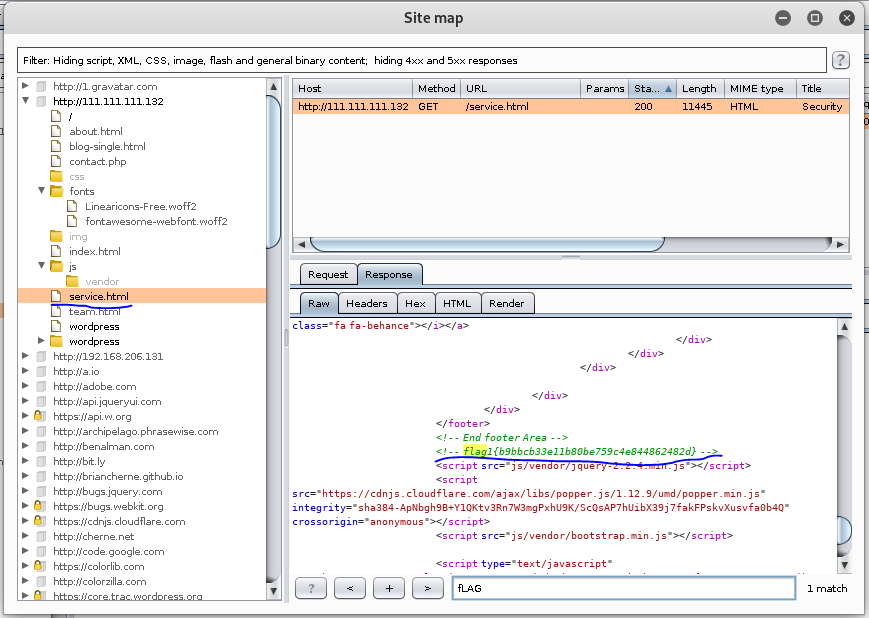 Site map
Filter: Hiding script, XML, CSS, image, flash and general binary content;  hiding 4xx and 5xx responses
?
http://1.gravatar.com
http://111.111.111.132
/
about.html
blog-single.html
contact.php
css
fonts
Linearicons-Free.woff2
fontawesome-webfont.woff2
img
index.html
js
vendor
service.html
team.html
wordpress
wordpress
http://192.168.206.131
http://a.io
http://adobe.com
http://api.jqueryui.com
https://api.w.org
http://archipelago.phrasewise.com
http://benalman.com
http://bit.ly
http://briancherne.github.io
http://bugs.jquery.com
https://bugs.webkit.org
https://cdnjs.cloudflare.com
http://cherne.net
http://code.google.com
https://colorlib.com
http://colorzilla.com
https://core.trac.wordpress.org
Host Method URL Params Sta... Length MIME type Title
http://111.111.111.132 GET /service.html 200 11445 HTML Security
Request Response
Raw Headers Hex HTML Render
class="fa fa-behance"></i></a>
</div>
</div>
</div>
</div>
</div>
</footer>
<!-- End footer Area -->
<!-- flag1{b9bbcb33e11b80be759c4e844862482d} -->
<script src="js/vendor/jquery-2.2.4.min.js"></script>
<script
src="https://cdnjs.cloudflare.com/ajax/libs/popper.js/1.12.9/umd/popper.min.js"
integrity="sha384-ApNbgh9B+Y1QKtv3Rn7W3mgPxhU9K/ScQsAP7hUibX39j7fakFPskvXusvfa0b4Q"
crossorigin="anonymous"></script>
<script src="js/vendor/bootstrap.min.js"></script>
<script type="text/javascript"
? < + > fLAG 1 match